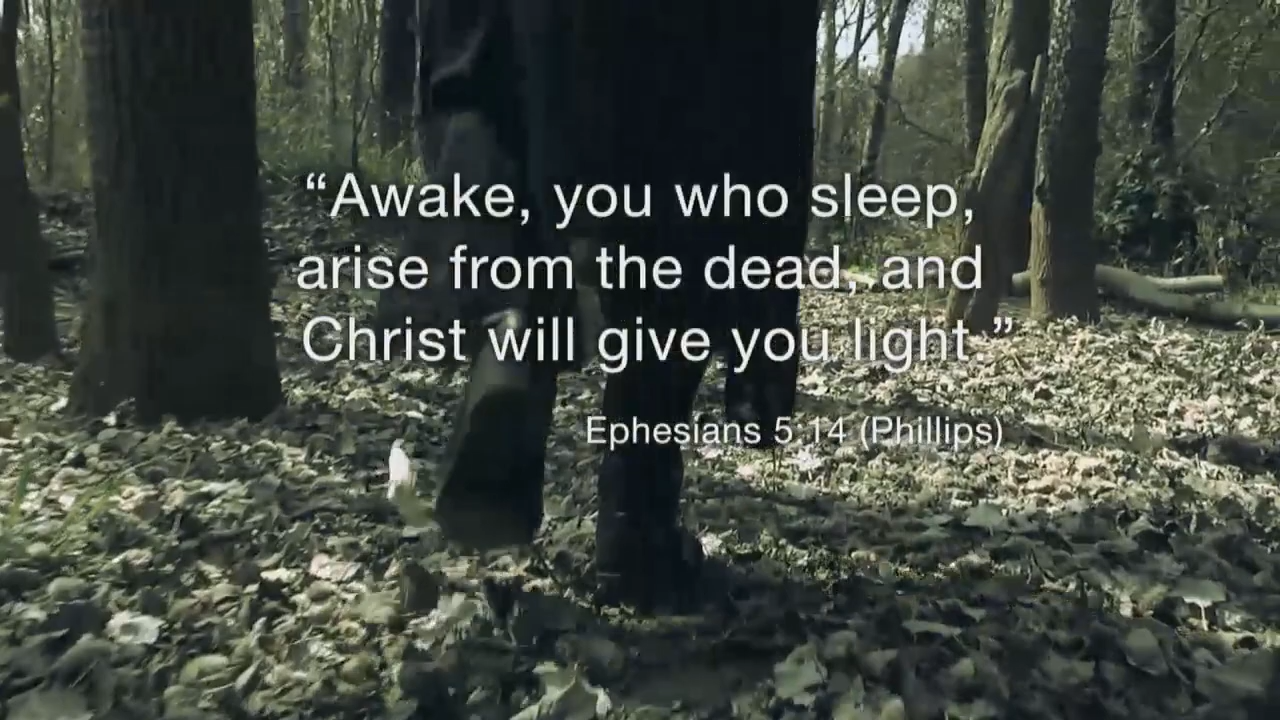 “Awake, you who sleep,
arise from the dead, and
Christ will give you light.”
Ephesians 5:14 (Phillips)